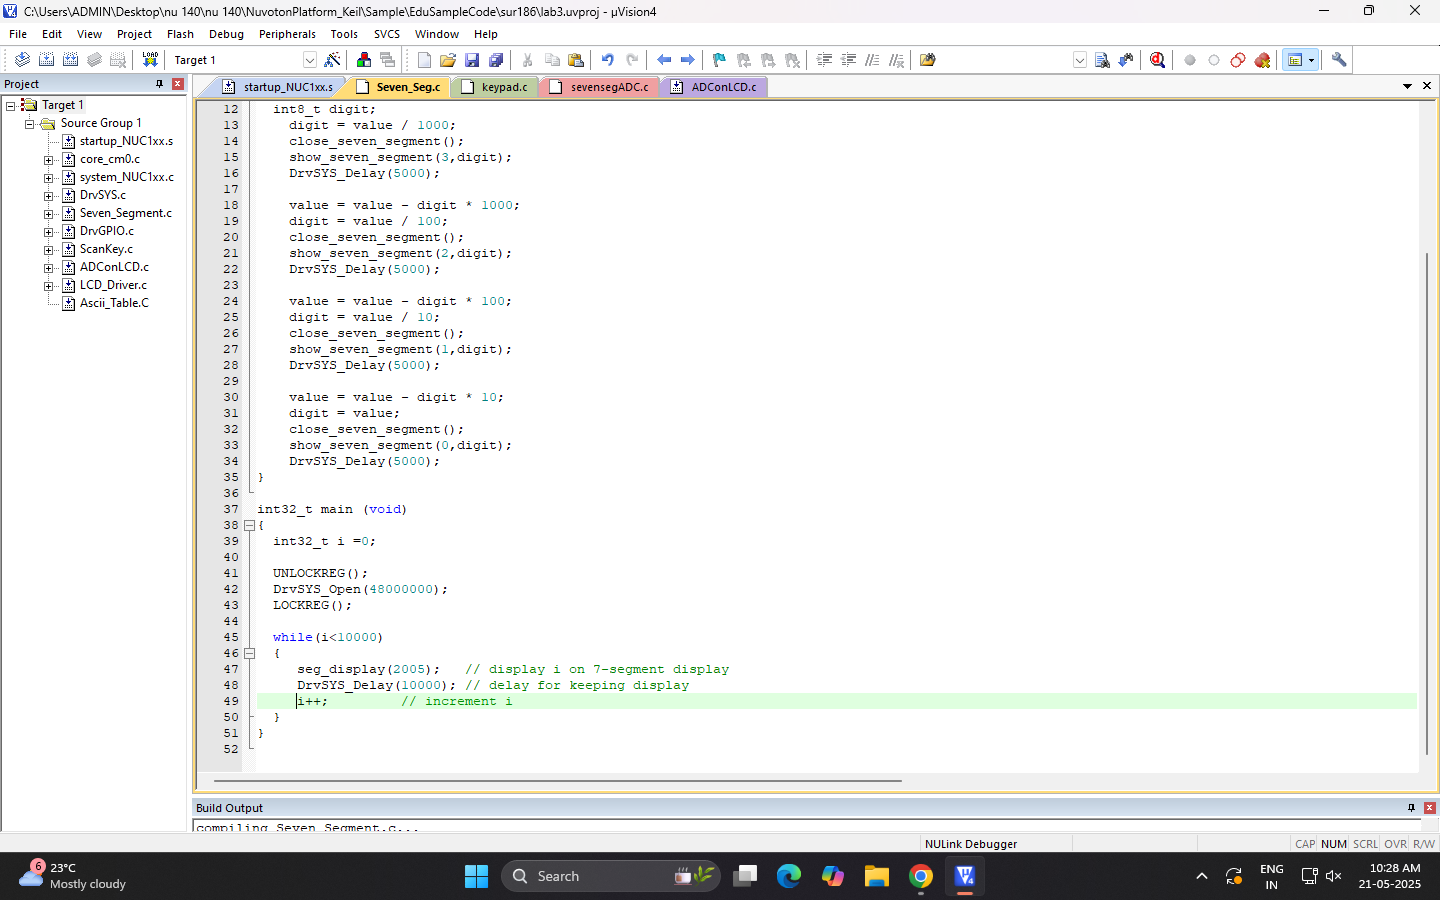 C:\Users\ADMIN\Desktop\nu 140\nu 140\NuvotonPlatform_Keil\Sample\EduSampleCode\sur186\lab3.uvproj - µVision4
File Edit View Project Flash Debug Peripherals Tools SVCS Window Help
LOAD
Target 1
Project
startup_NUC1xx.s Seven_Seg.c keypad.c sevensegADC.c ADConLCD.c
Target 1
Source Group 1
startup_NUC1xx.s
core_cm0.c
system_NUC1xx.c
DrvSYS.c
Seven_Segment.c
DrvGPIO.c
ScanKey.c
ADConLCD.c
LCD_Driver.c
Ascii_Table.C
12 int8_t digit;
13 digit = value / 1000;
14 close_seven_segment();
15 show_seven_segment(3,digit);
16 DrvSYS_Delay(5000);
17
18 value = value - digit * 1000;
19 digit = value / 100;
20 close_seven_segment();
21 show_seven_segment(2,digit);
22 DrvSYS_Delay(5000);
23
24 value = value - digit * 100;
25 digit = value / 10;
26 close_seven_segment();
27 show_seven_segment(1,digit);
28 DrvSYS_Delay(5000);
29
30 value = value - digit * 10;
31 digit = value;
32 close_seven_segment();
33 show_seven_segment(0,digit);
34 DrvSYS_Delay(5000);
35 }
36
37 int32_t main (void)
38 {
39 int32_t i =0;
40
41 UNLOCKREG();
42 DrvSYS_Open(48000000);
43 LOCKREG();
44
45 while(i<10000)
46 {
47 seg_display(2005); // display i on 7-segment display
48 DrvSYS_Delay(10000); // delay for keeping display
49 i++; // increment i
50 }
51 }
52
Build Output
compiling Seven_Segment.c...
NULink Debugger
CAP NUM SCRL OVR R/W
6
23°C
Mostly cloudy
Search
ENG
IN
10:28 AM
21-05-2025